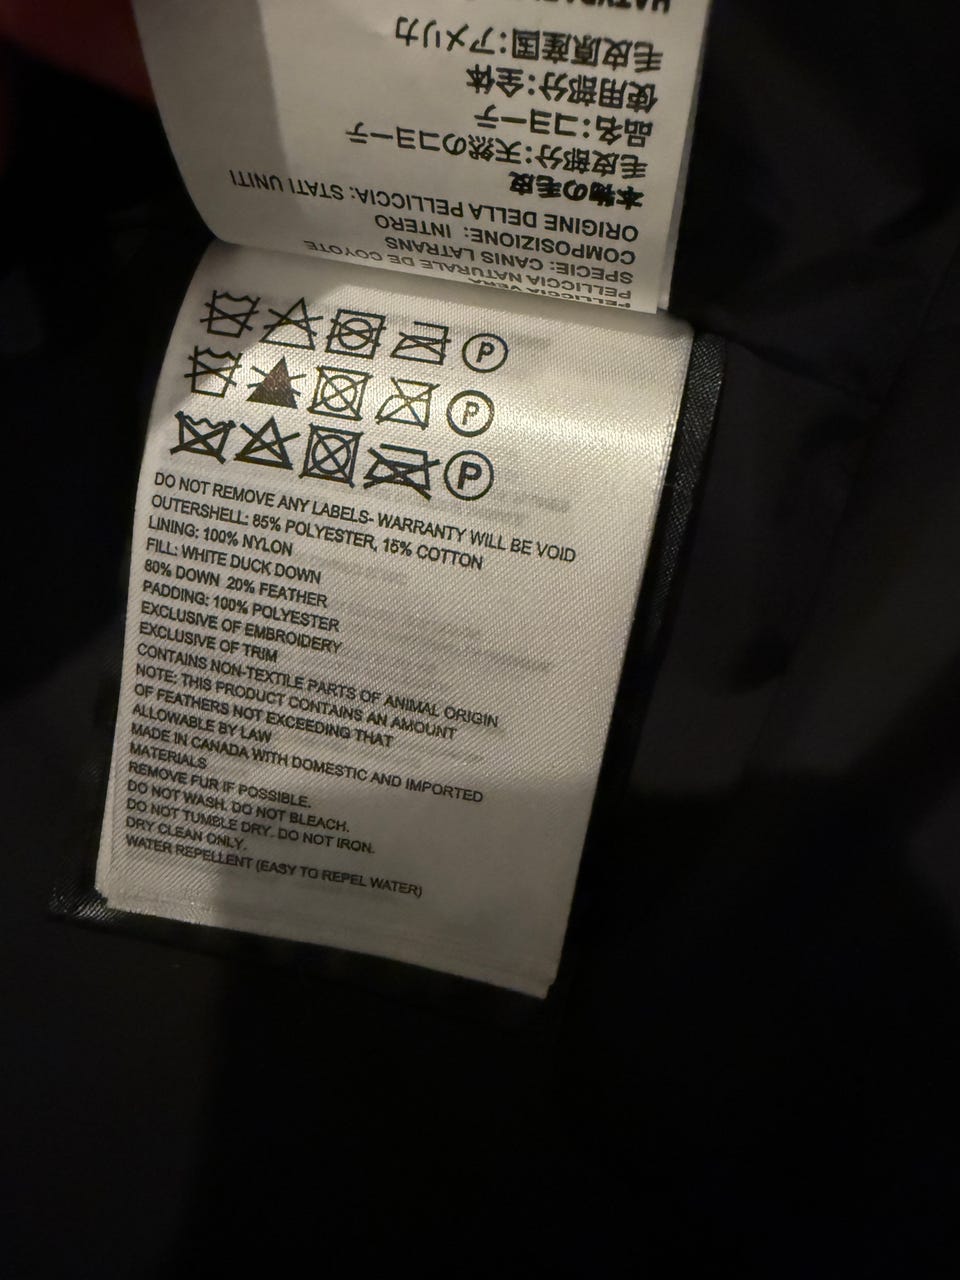 毛皮原産国:アメリカ
使用部分:全体
品名:コヨーテ
毛皮部分:天然のコヨーテ
本物の毛皮
ORIGINE DELLA PELLICCIA: STATI UNITI
COMPOSIZIONE: INTERO
SPECIE: CANIS LATRANS
PELLICCIA NATURALE DE COYOTE
PELLICCIA VERA
P
P
P
DO NOT REMOVE ANY LABELS- WARRANTY WILL BE VOID
OUTERSHELL: 85% POLYESTER, 15% COTTON
LINING: 100% NYLON
FILL: WHITE DUCK DOWN
80% DOWN 20% FEATHER
PADDING: 100% POLYESTER
EXCLUSIVE OF EMBROIDERY
EXCLUSIVE OF TRIM
CONTAINS NON-TEXTILE PARTS OF ANIMAL ORIGIN
NOTE: THIS PRODUCT CONTAINS AN AMOUNT
OF FEATHERS NOT EXCEEDING THAT
ALLOWABLE BY LAW
MADE IN CANADA WITH DOMESTIC AND IMPORTED
MATERIALS
REMOVE FUR IF POSSIBLE.
DO NOT WASH. DO NOT BLEACH.
DO NOT TUMBLE DRY. DO NOT IRON.
DRY CLEAN ONLY.
WATER REPELLENT (EASY TO REPEL WATER)